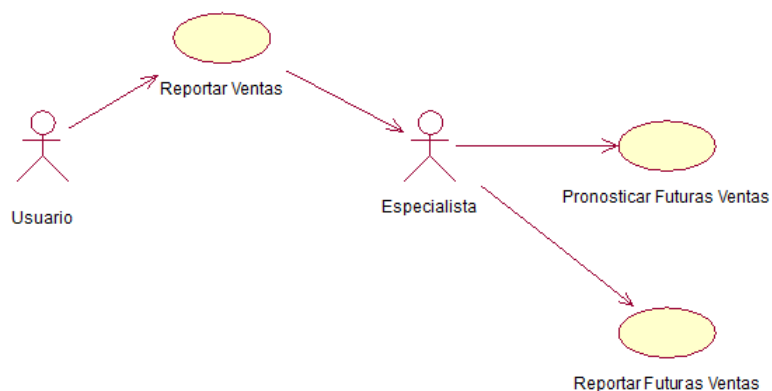 Reportar Ventas
Usuario
Especialista
Pronosticar Futuras Ventas
Reportar Futuras Ventas